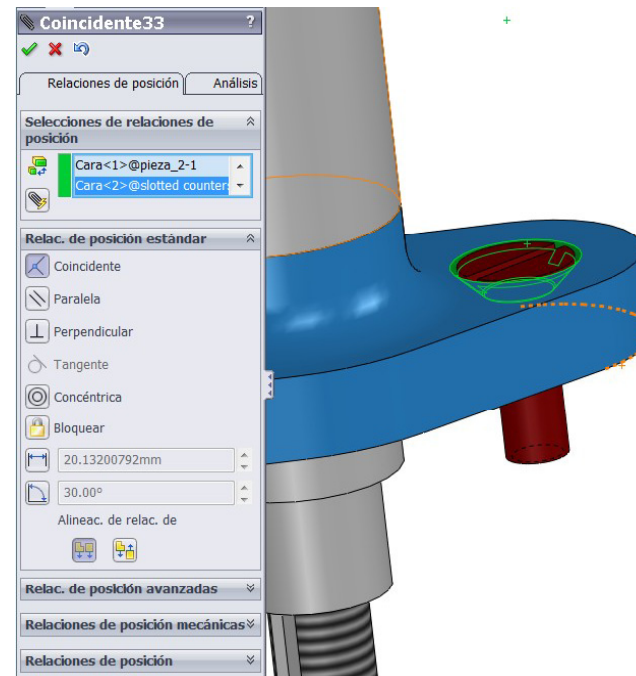 Coincidente33 ?
Relaciones de posición Análisis
Selecciones de relaciones de
posición
Cara<1>@pieza_2-1
Cara<2>@slotted counter
Relac. de posición estándar
Coincidente
Paralela
Perpendicular
Tangente
Concéntrica
Bloquear
20.13200792mm
30.00°
Alineac. de relac. de
Relac. de posición avanzadas
Relaciones de posición mecánicas
Relaciones de posición